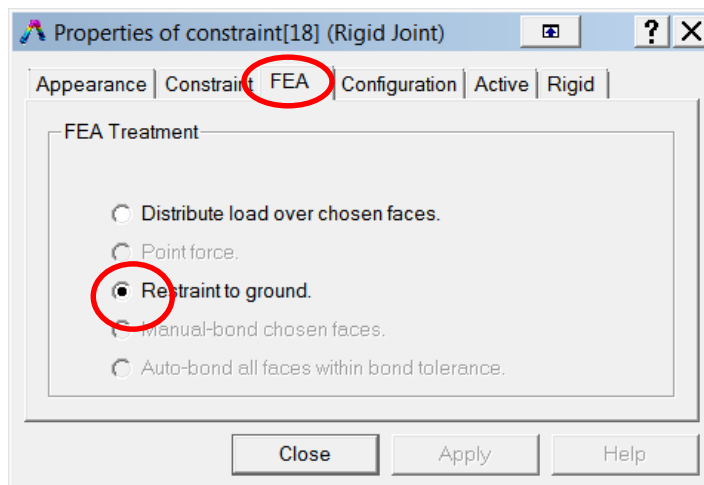 Properties of constraint[18] (Rigid Joint) ?
Appearance Constraint FEA Configuration Active Rigid
FEA Treatment
Distribute load over chosen faces.
Point force.
Restraint to ground.
Manual-bond chosen faces.
Auto-bond all faces within bond tolerance.
Close Apply Help